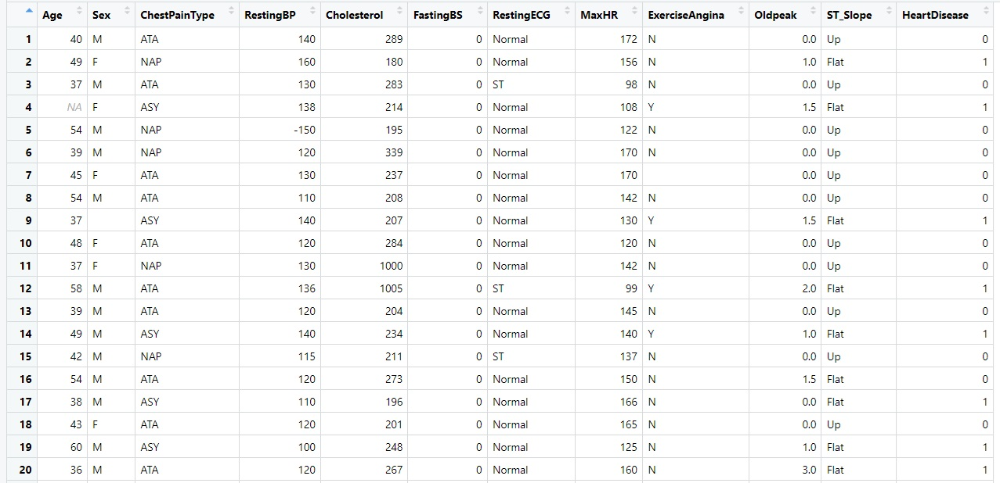 Age Sex ChestPainType RestingBP Cholesterol FastingBS RestingECG MaxHR ExerciseAngina Oldpeak ST_Slope HeartDisease
1 40 M ATA 140 289 0 Normal 172 N 0.0 Up 0
2 49 F NAP 160 180 0 Normal 156 N 1.0 Flat 1
3 37 M ATA 130 283 0 ST 98 N 0.0 Up 0
4 NA F ASY 138 214 0 Normal 108 Y 1.5 Flat 1
5 54 M NAP -150 195 0 Normal 122 N 0.0 Up 0
6 39 M NAP 120 339 0 Normal 170 N 0.0 Up 0
7 45 F ATA 130 237 0 Normal 170 0.0 Up 0
8 54 M ATA 110 208 0 Normal 142 N 0.0 Up 0
9 37 ASY 140 207 0 Normal 130 Y 1.5 Flat 1
10 48 F ATA 120 284 0 Normal 120 N 0.0 Up 0
11 37 F NAP 130 1000 0 Normal 142 N 0.0 Up 0
12 58 M ATA 136 1005 0 ST 99 Y 2.0 Flat 1
13 39 M ATA 120 204 0 Normal 145 N 0.0 Up 0
14 49 M ASY 140 234 0 Normal 140 Y 1.0 Flat 1
15 42 M NAP 115 211 0 ST 137 N 0.0 Up 0
16 54 M ATA 120 273 0 Normal 150 N 1.5 Flat 0
17 38 M ASY 110 196 0 Normal 166 N 0.0 Flat 1
18 43 F ATA 120 201 0 Normal 165 N 0.0 Up 0
19 60 M ASY 100 248 0 Normal 125 N 1.0 Flat 1
20 36 M ATA 120 267 0 Normal 160 N 3.0 Flat 1